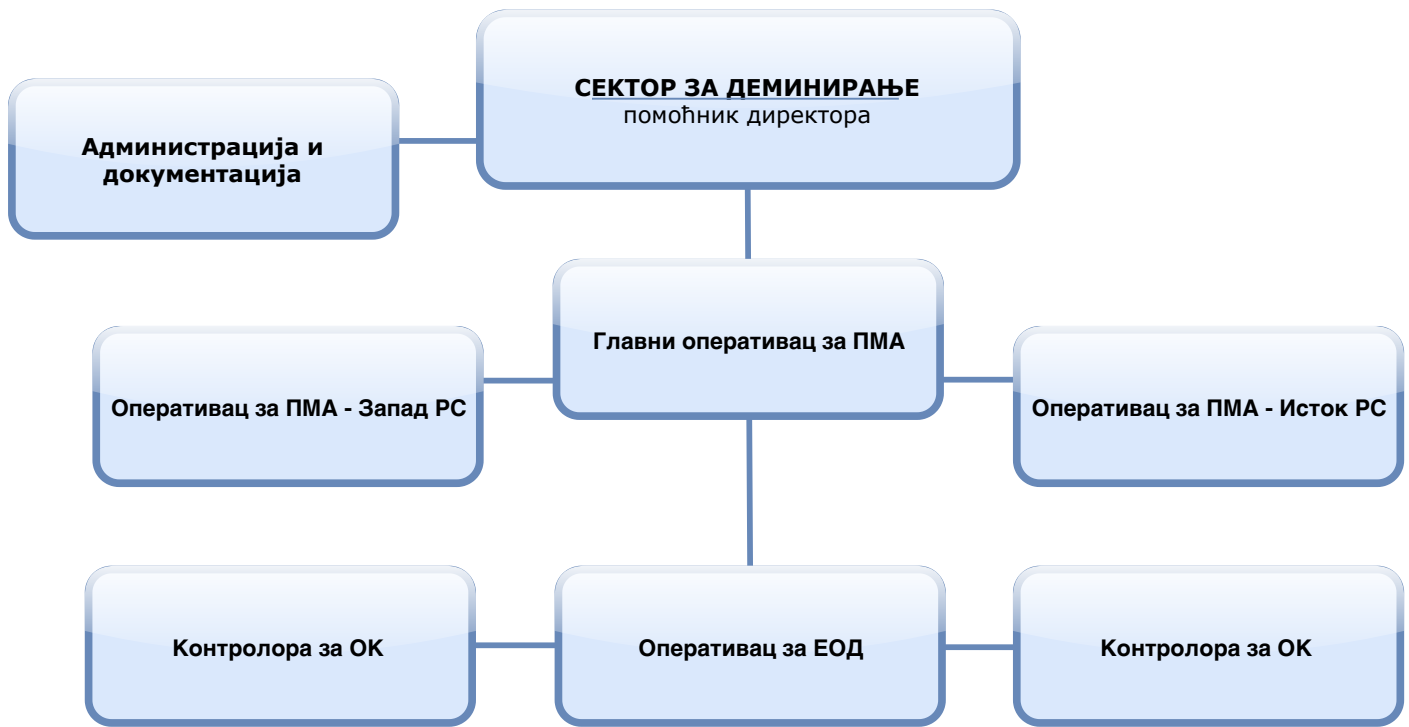 СЕКТОР ЗА ДЕМИНИРАЊЕ
помоћник директора
Администрација и
документација
Главни оперативац за ПМА
Оперативац за ПМА - Запад РС
Оперативац за ПМА - Исток РС
Контролора за ОК
Оперативац за ЕОД
Контролора за ОК